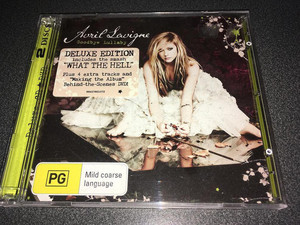 Avril Lavigne
Goodbye Lullaby
DELUXE EDITION
Includes the smash
"WHAT THE HELL"
Plus 4 extra tracks and
"Making the Album"
Behind-the-Scenes DVD
2 DISC
PG
Mild coarse
language